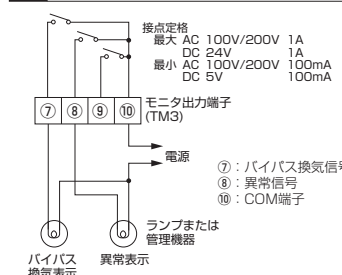 接点定格
最大 AC 100V/200V 1A
DC 24V 1A
最小 AC 100V/200V 100mA
DC 5V 100mA
⑦ ⑧ ⑨ ⑩
モニタ出力端子
(TM3)
電源
⑦：バイパス換気信号
⑧：異常信号
⑩：COM端子
ランプまたは
管理機器
バイパス
換気表示
異常表示